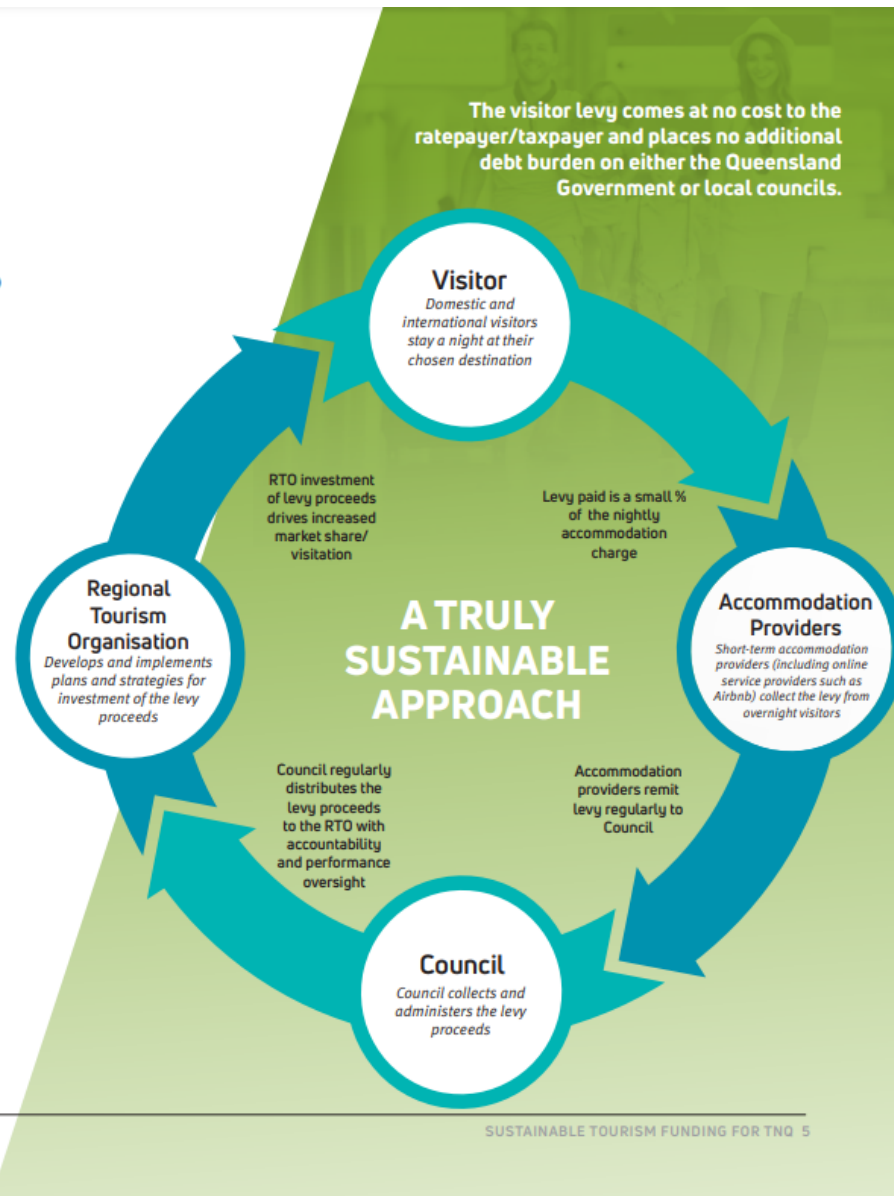 The visitor levy comes at no cost to the
ratepayer/taxpayer and places no additional
debt burden on either the Queensland
Government or local councils.
Visitor
Domestic and
international visitors
stay a night at their
chosen destination
Levy paid is a small %
of the nightly
accommodation
charge
Accommodation
Providers
Short-term accommodation
providers (including online
service providers such as
Airbnb) collect the levy from
overnight visitors
Accommodation
providers remit
levy regularly to
Council
Council
Council collects and
administers the levy
proceeds
Council regularly
distributes the
levy proceeds
to the RTO with
accountability
and performance
oversight
Regional
Tourism
Organisation
Develops and implements
plans and strategies for
investment of the levy
proceeds
RTO investment
of levy proceeds
drives increased
market share/
visitation
A TRULY
SUSTAINABLE
APPROACH
SUSTAINABLE TOURISM FUNDING FOR TNQ 5